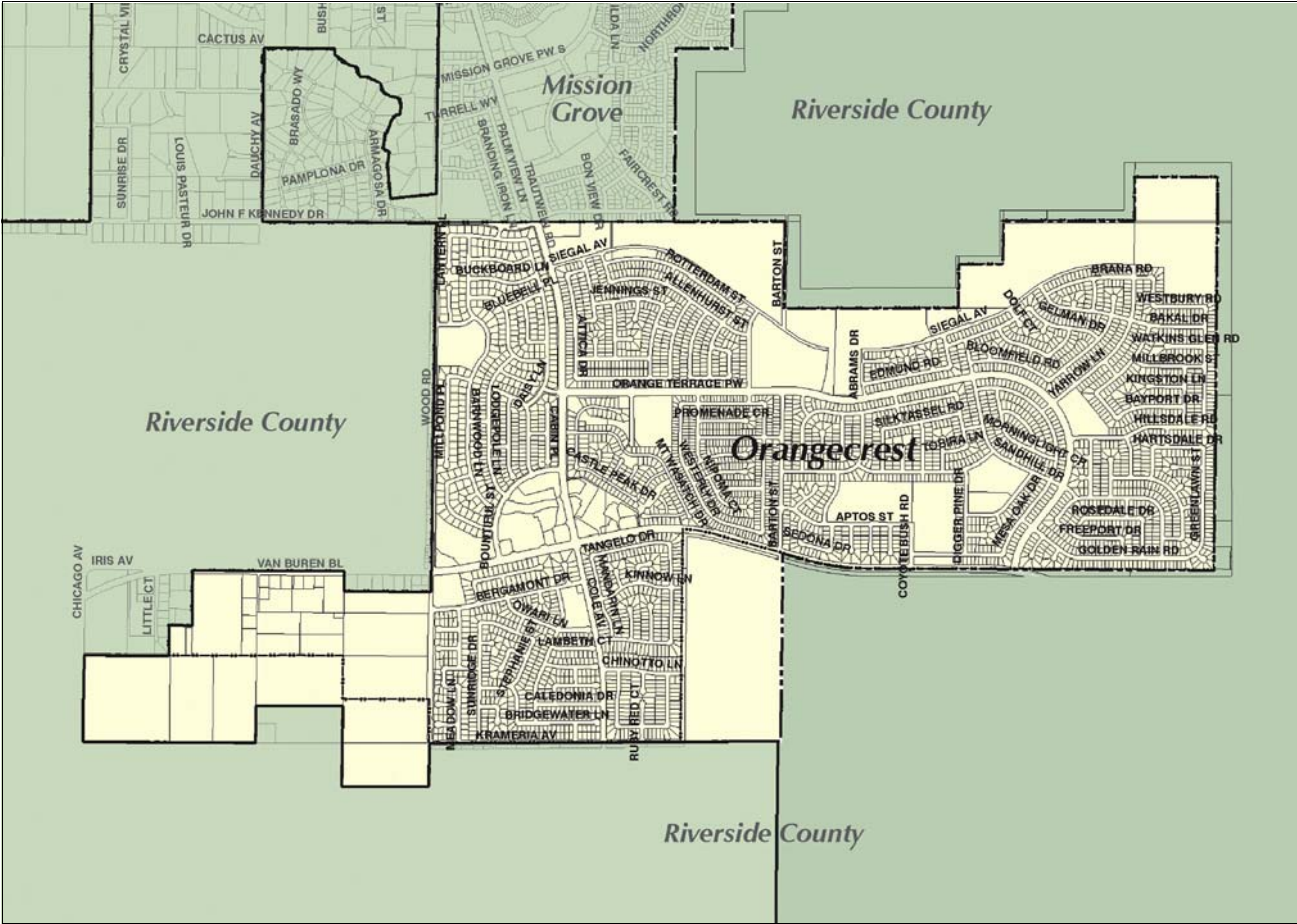 CRYSTAL VI
CACTUS AV
BUSH
ST
ILDA LN
NORTHRO
MISSION GROVE PW S
Mission
Grove
Riverside County
BRASADO WY
TURRELL WY
DAUCHY AV
SUNRISE DR
LOUIS PASTEUR DR
ARMAGOSA DR
PAMPLONA DR
BRANDING IRON LN
PALM VIEW LN
TRAUTWEIN RD
BON VIEW DR
FAIRCREST RD
JOHN F KENNEDY DR
SIEGAL AV
ROTTERDAM ST
BARTON ST
BUCKBOARD LN
BLUEBELL PL
JENNINGS ST
ALLENHURST ST
ATTICA DR
BRANA RD
WESTBURY RD
DOLF CT
GELMAN DR
BAKAL DR
SIEGAL AV
WATKINS GLEN RD
ABRAMS DR
EDMUND RD
BLOOMFIELD RD
YARROW LN
MILLBROOK S
KINGSTON LN
BAYPORT DR
HILLSDALE RD
HARTSDALE DR
WOOD RD
MILLPOND PL
BARNWOOD LN
LODGEPOLE LN
DAISY LN
CABIN PL
ORANGE TERRACE PW
PROMENADE CR
SILKTASSEL RD
MORNINGLIGHT CR
Riverside County
Orangecrest
TOBIRA LN
SANDHILL DR
CASTLE PEAK DR
MT WASATCH DR
WESTERLY DR
NIPOMA CT
BARTON ST
BOUNTIFUL ST
APTOS ST
COYOTE BUSH RD
DIGGER PINE DR
MESA OAK DR
GREENLAWN ST
ROSEDALE DR
FREEPORT DR
GOLDEN RAIN RD
SEDONA DR
TANGELO DR
CHICAGO AV
IRIS AV
LITTLE CT
VAN BUREN BL
BERGAMONT DR
KINNOW LN
MANDARIN LN
COLE AV
OWARI LN
LAMBETH CT
CHINOTTO LN
STEPHANIE ST
SUNRIDGE DR
MEADOW LN
CALEDONIA DR
BRIDGEWATER LN
RUBY RED CT
KRAMERIA AV
Riverside County